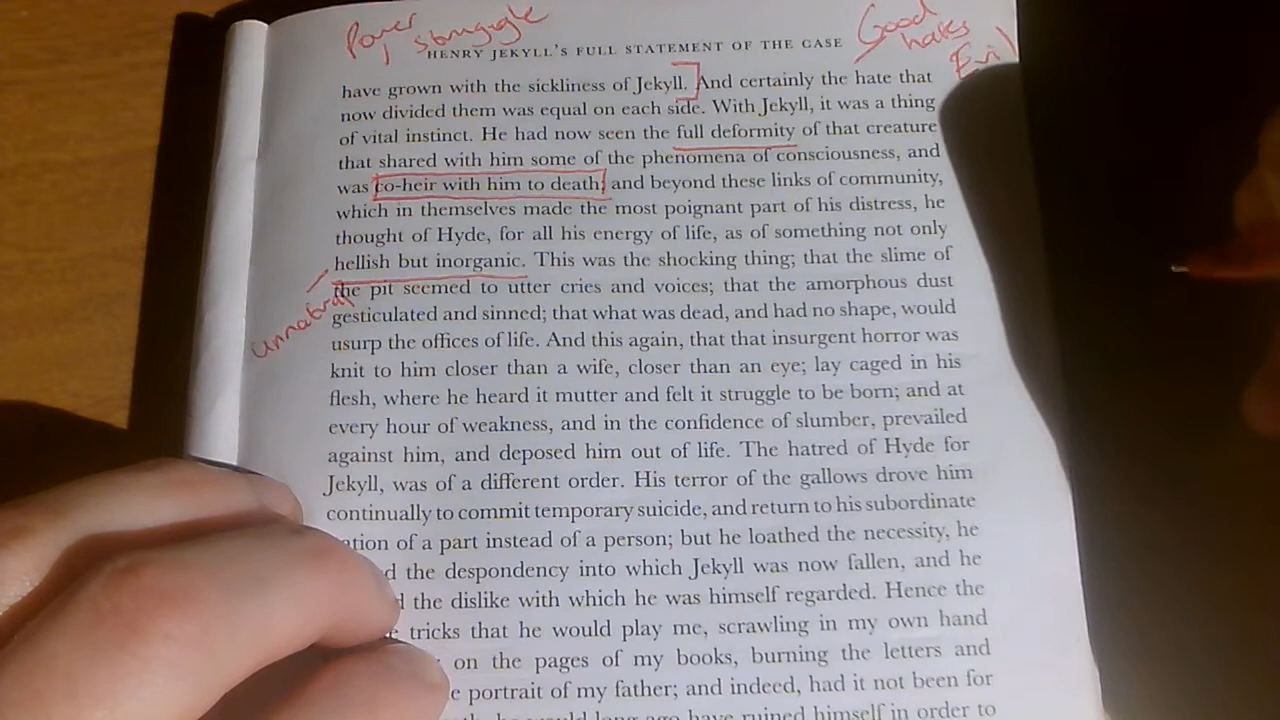 Power struggle
Good
hates
Evil
HENRY JEKYLL'S FULL STATEMENT OF THE CASE
have grown with the sickliness of Jekyll. And certainly the hate that
now divided them was equal on each side. With Jekyll, it was a thing
of vital instinct. He had now seen the full deformity of that creature
that shared with him some of the phenomena of consciousness, and
was co-heir with him to death; and beyond these links of community,
which in themselves made the most poignant part of his distress, he
thought of Hyde, for all his energy of life, as of something not only
hellish but inorganic. This was the shocking thing; that the slime of
the pit seemed to utter cries and voices; that the amorphous dust
unnatural
gesticulated and sinned; that what was dead, and had no shape, would
usurp the offices of life. And this again, that that insurgent horror was
knit to him closer than a wife, closer than an eye; lay caged in his
flesh, where he heard it mutter and felt it struggle to be born; and at
every hour of weakness, and in the confidence of slumber, prevailed
against him, and deposed him out of life. The hatred of Hyde for
Jekyll, was of a different order. His terror of the gallows drove him
continually to commit temporary suicide, and return to his subordinate
ation of a part instead of a person; but he loathed the necessity, he
d the despondency into which Jekyll was now fallen, and he
d the dislike with which he was himself regarded. Hence the
e tricks that he would play me, scrawling in my own hand
on the pages of my books, burning the letters and
e portrait of my father; and indeed, had it not been for
he would long ago have ruined himself in order to